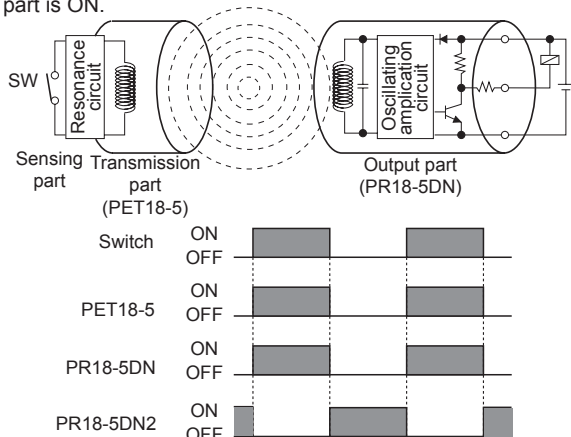 part is ON.
SW
Resonance
circuit
Oscillating
amplication
circuit
Sensing
part
Transmission
part
(PET18-5)
Output part
(PR18-5DN)
Switch
ON
OFF
PET18-5
ON
OFF
PR18-5DN
ON
OFF
PR18-5DN2
ON
OFF